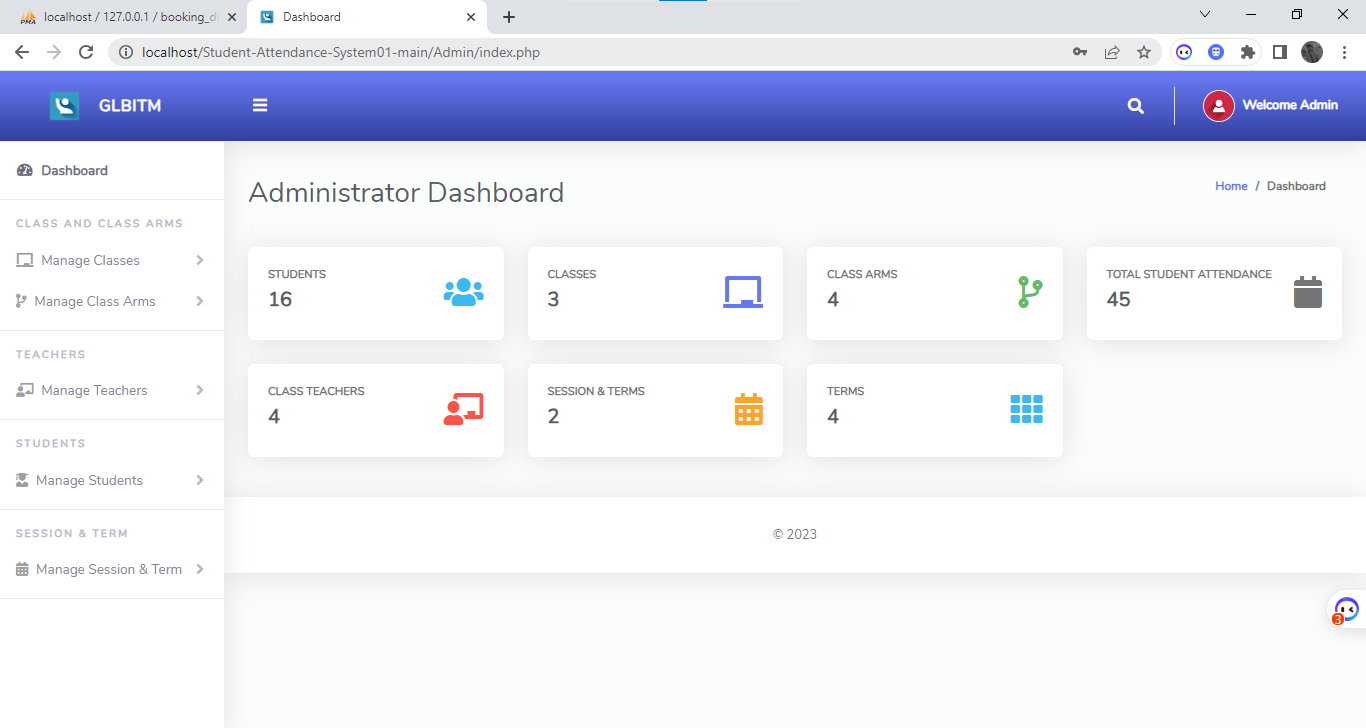 localhost / 127.0.0.1 / booking_d
Dashboard
localhost/Student-Attendance-System01-main/Admin/index.php
GLBITM
Welcome Admin
Dashboard
CLASS AND CLASS ARMS
Manage Classes
Manage Class Arms
TEACHERS
Manage Teachers
STUDENTS
Manage Students
SESSION & TERM
Manage Session & Term
Administrator Dashboard
Home / Dashboard
STUDENTS
16
CLASSES
3
CLASS ARMS
4
TOTAL STUDENT ATTENDANCE
45
CLASS TEACHERS
4
SESSION & TERMS
2
TERMS
4
© 2023
3